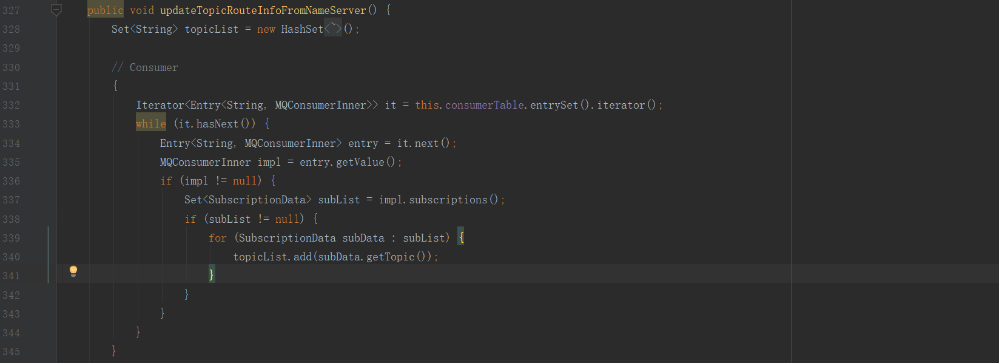 327 public void updateTopicRouteInfoFromNameServer() {
328 Set<String> topicList = new HashSet<~>();
329
330 // Consumer
331 {
332 Iterator<Entry<String, MQConsumerInner>> it = this.consumerTable.entrySet().iterator();
333 while (it.hasNext()) {
334 Entry<String, MQConsumerInner> entry = it.next();
335 MQConsumerInner impl = entry.getValue();
336 if (impl != null) {
337 Set<SubscriptionData> subList = impl.subscriptions();
338 if (subList != null) {
339 for (SubscriptionData subData : subList) {
340 topicList.add(subData.getTopic());
341 }
342 }
343 }
344 }
345 }